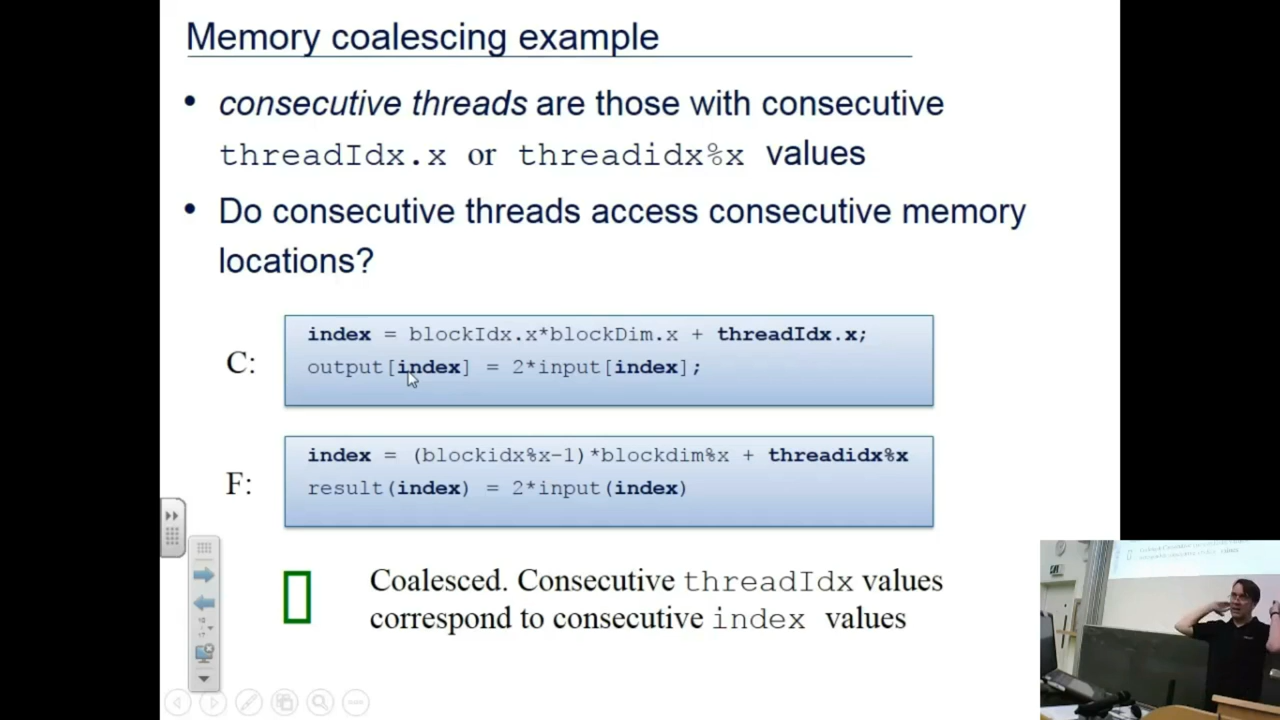 Memory coalescing example
• consecutive threads are those with consecutive
threadIdx.x or threadidx%x values
• Do consecutive threads access consecutive memory
locations?
C:
index = blockIdx.x*blockDim.x + threadIdx.x;
output[index] = 2*input[index];
F:
index = (blockidx%x-1)*blockdim%x + threadidx%x
result(index) = 2*input(index)
Coalesced. Consecutive threadIdx values
correspond to consecutive index values